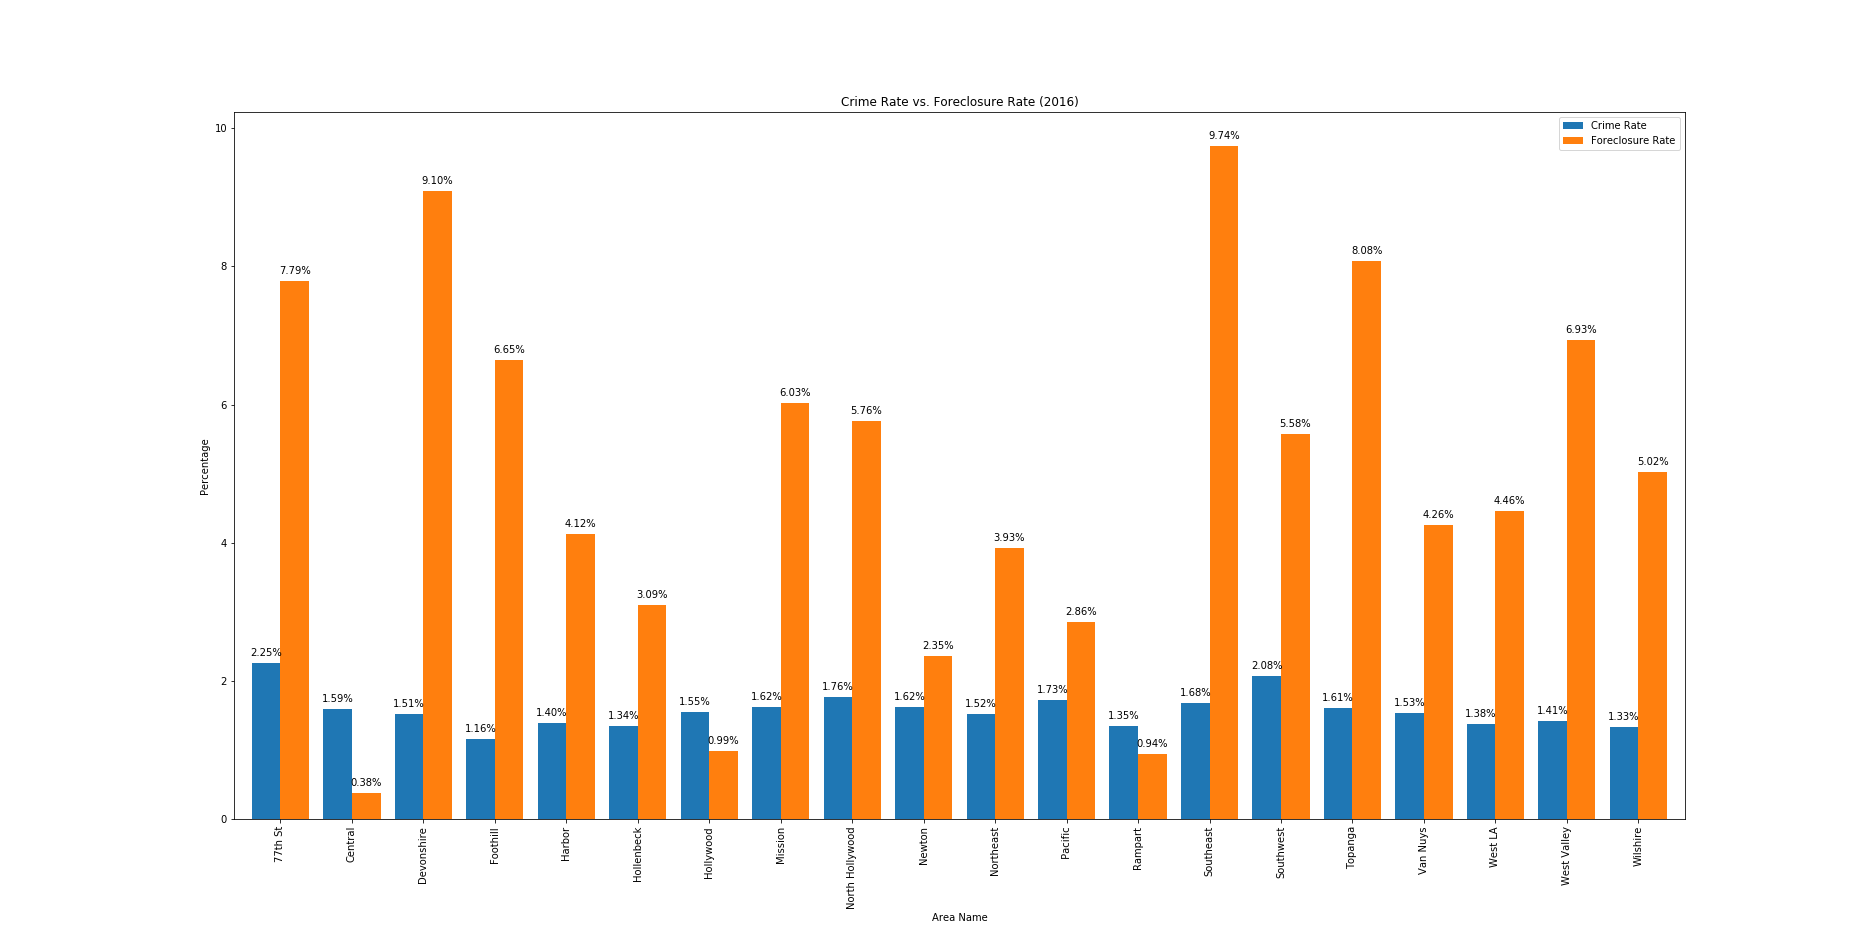 Crime Rate vs. Foreclosure Rate (2016)
Crime Rate
Foreclosure Rate
Percentage
10
8
6
4
2
0
2.25%
7.79%
1.59%
0.38%
1.51%
9.10%
1.16%
6.65%
1.40%
4.12%
1.34%
3.09%
1.55%
0.99%
1.62%
6.03%
1.76%
5.76%
1.62%
2.35%
1.52%
3.93%
1.73%
2.86%
1.35%
0.94%
1.68%
9.74%
2.08%
5.58%
1.61%
8.08%
1.53%
4.26%
1.38%
4.46%
1.41%
6.93%
1.33%
5.02%
77th St
Central
Devonshire
Foothill
Harbor
Hollenbeck
Hollywood
Mission
North Hollywood
Newton
Northeast
Pacific
Rampart
Southeast
Southwest
Topanga
Van Nuys
West LA
West Valley
Wilshire
Area Name